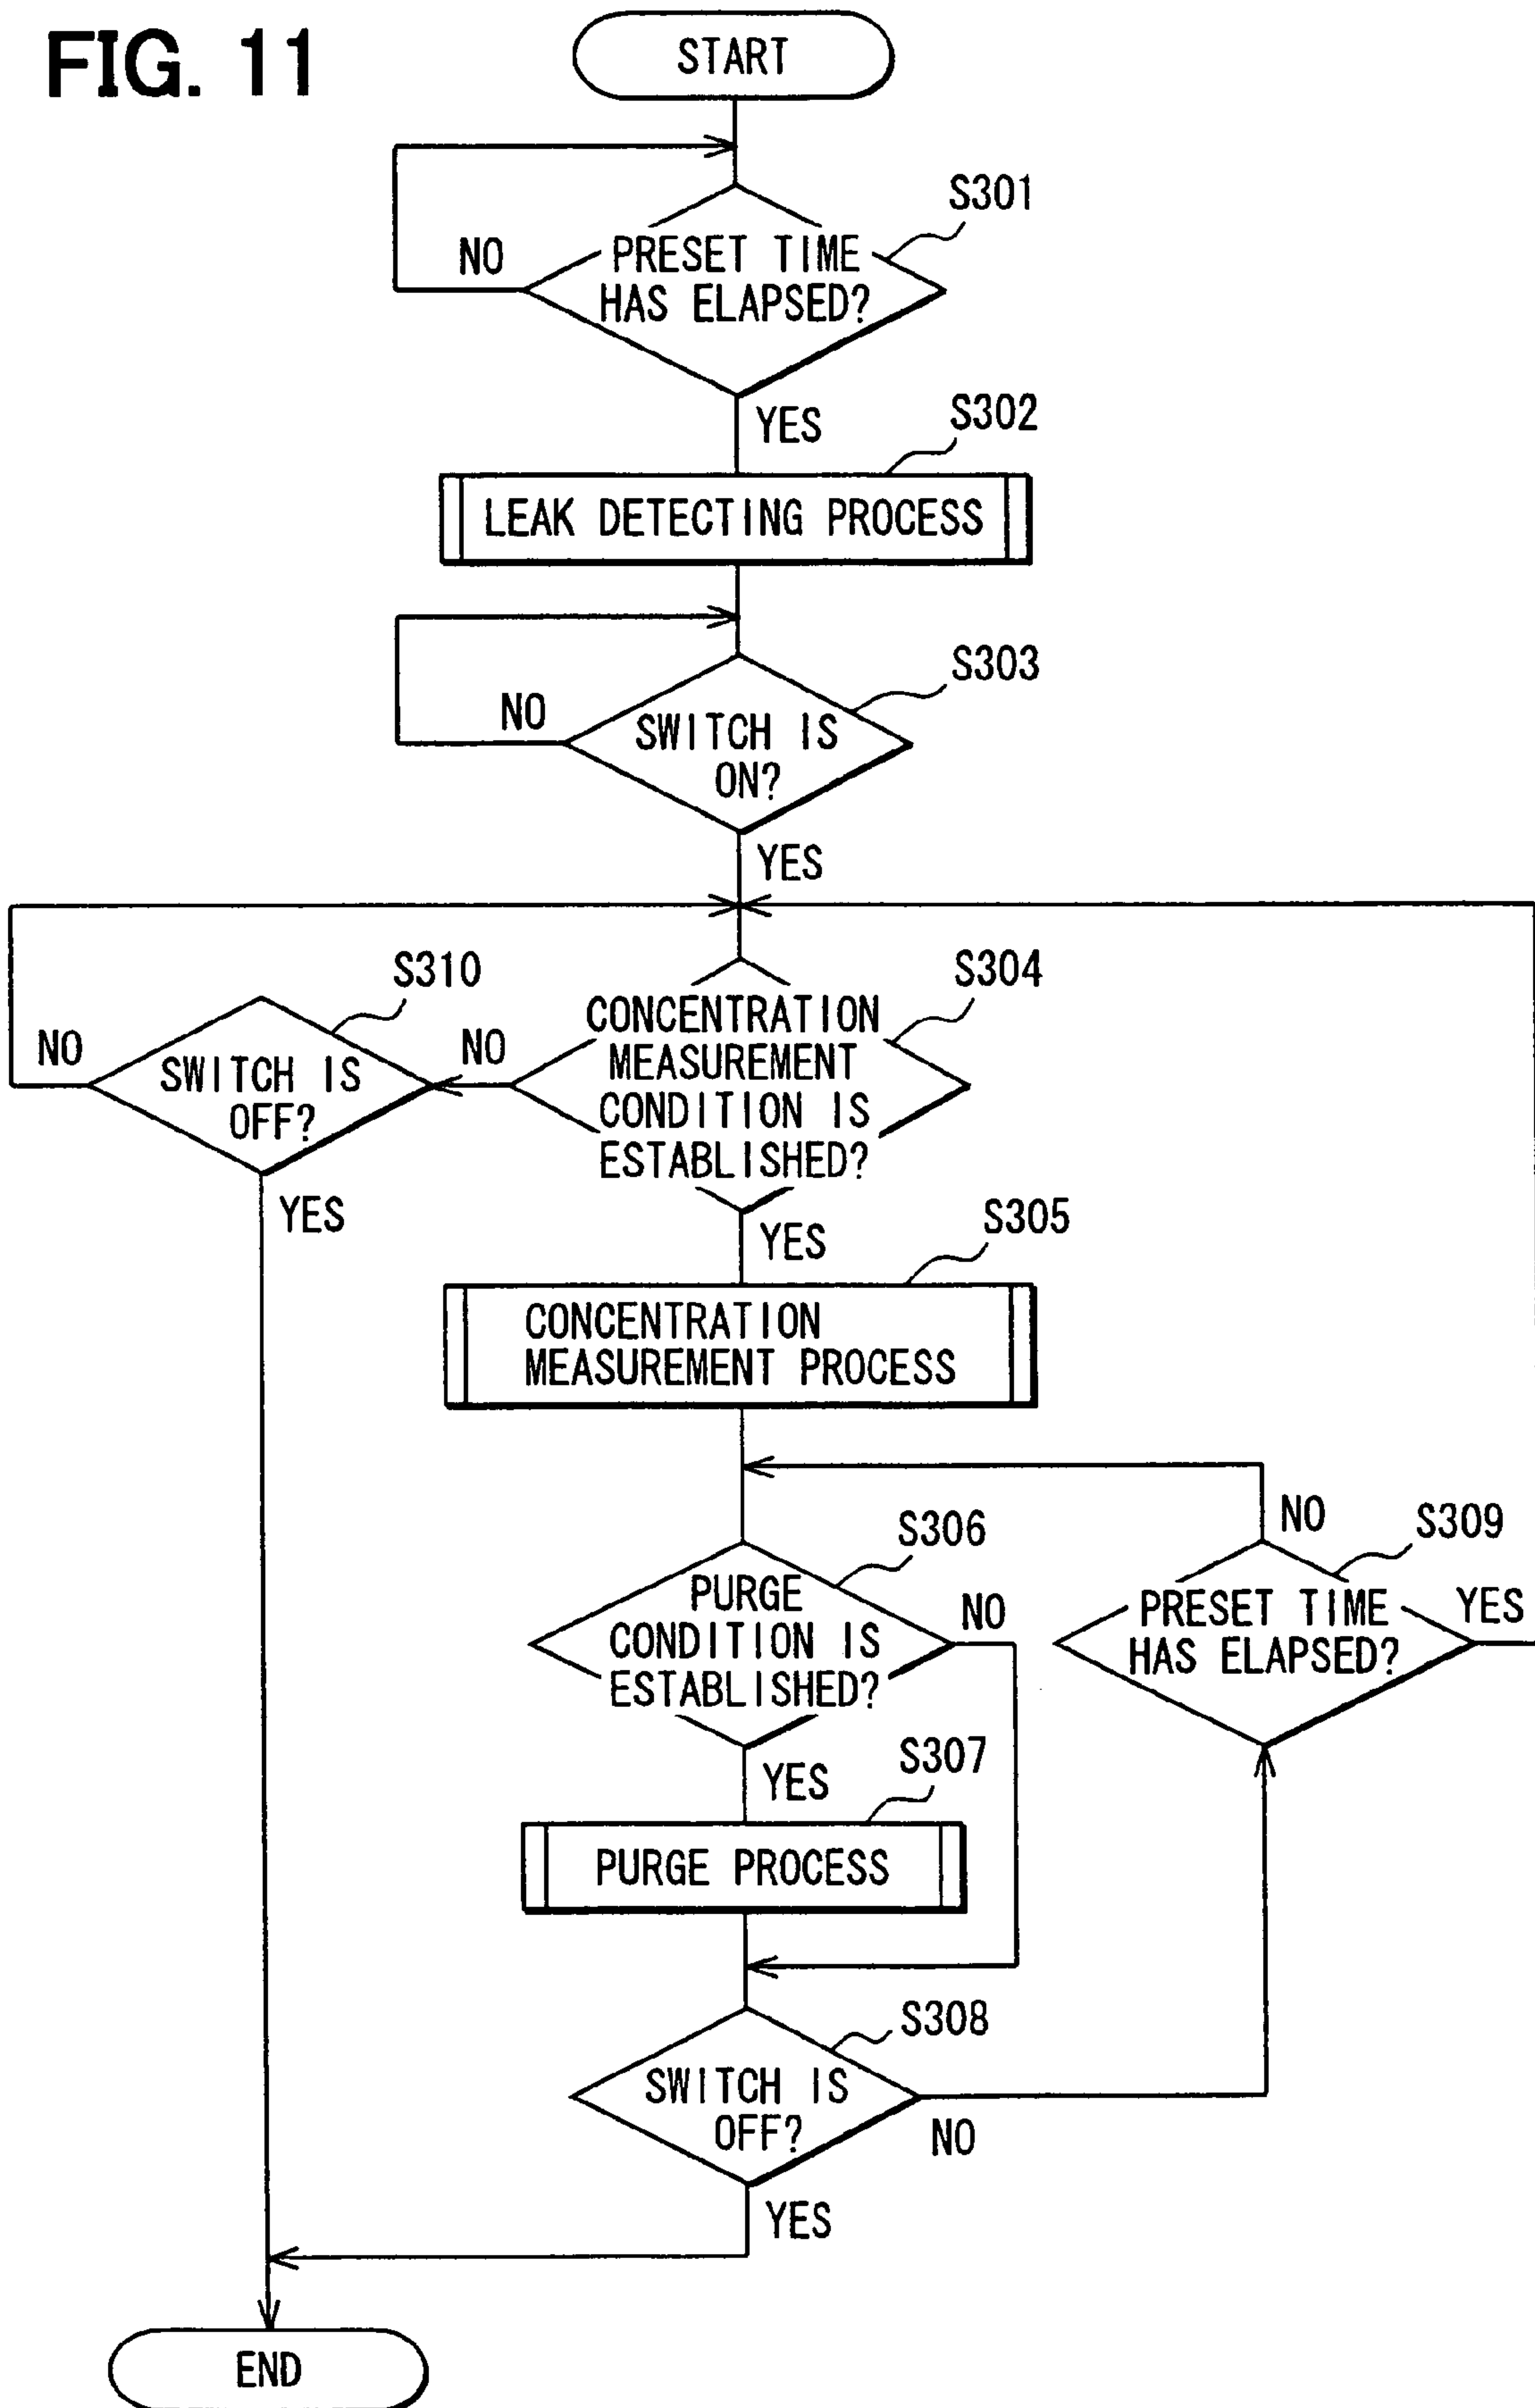 FIG. 11
START
S301
NO
PRESET TIME
HAS ELAPSED?
YES
S302
LEAK DETECTING PROCESS
S303
NO
SWITCH IS
ON?
YES
S310
S304
NO
SWITCH IS
OFF?
NO
CONCENTRATION
MEASUREMENT
CONDITION IS
ESTABLISHED?
YES
YES
S305
CONCENTRATION
MEASUREMENT PROCESS
S306
NO
S309
PURGE
CONDITION IS
ESTABLISHED?
NO
PRESET TIME
HAS ELAPSED?
YES
YES
S307
PURGE PROCESS
S308
SWITCH IS
OFF?
NO
YES
END